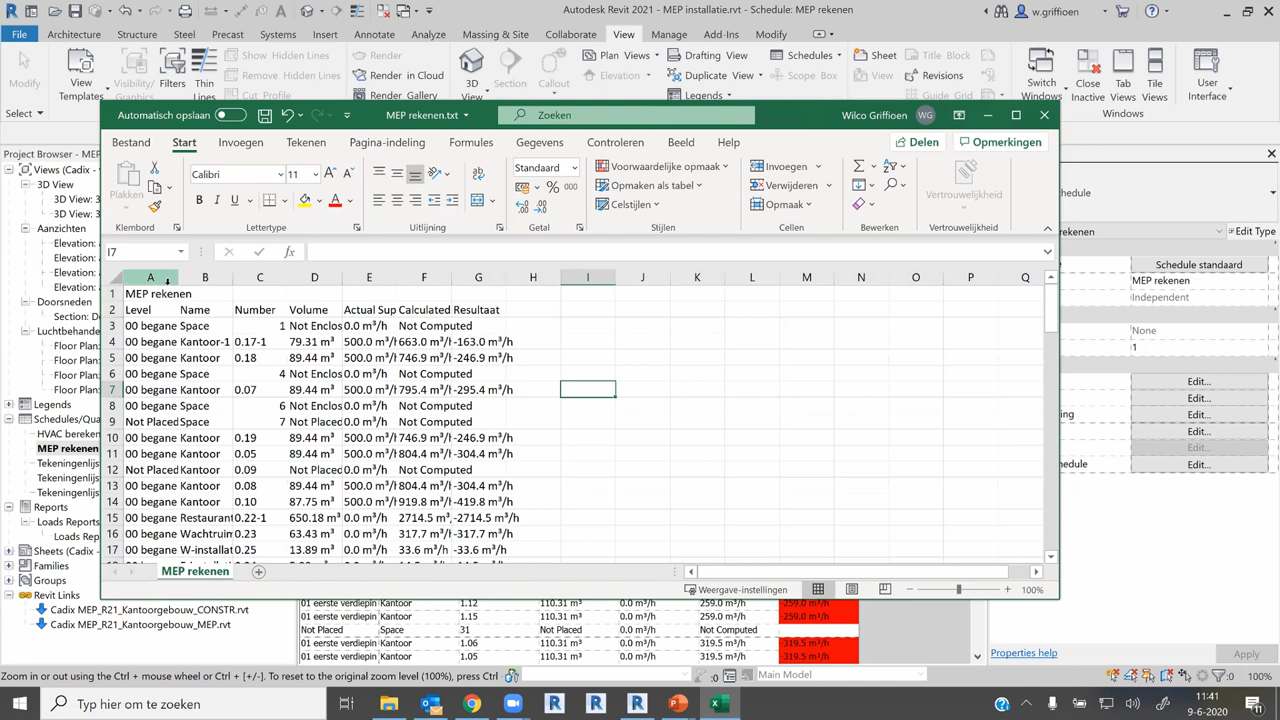 Autodesk Revit 2021 - MEP installatie.rvt - Schedule: MEP rekenen
w.griffioen
File Architecture Structure Steel Precast Systems Insert Annotate Analyze Massing & Site Collaborate View Manage Add-Ins Modify
Modify
View Templates
Visibility/ Graphics
Filters
Thin Lines
Show Hidden Lines
Remove Hidden Lines
Cut Profile
Render
Render in Cloud
Render Gallery
3D View
Section
Callout
Plan Views
Elevation
Drafting View
Duplicate View
Legends
Schedules
Scope Box
Sheet
View
Title Block
Revisions
Switch Windows
Close Inactive
Tab Views
Tile Views
User Interface
Select
Windows
Automatisch opslaan
MEP rekenen.txt
Zoeken
Wilco Griffioen WG
Bestand Start Invoegen Tekenen Pagina-indeling Formules Gegevens Controleren Beeld Help
Delen Opmerkingen
Plakken
Calibri 11
Standaard
Voorwaardelijke opmaak
Opmaken als tabel
Celstijlen
Invoegen
Verwijderen
Opmaak
Vertrouwelijkheid
Klembord Lettertype Uitlijning Getal Stijlen Cellen Bewerken Vertrouwelijkheid
I7 fx
A B C D E F G H I J K L M N O P Q
1 MEP rekenen
2 Level Name Number Volume Actual Sup Calculated Resultaat
3 00 begane Space 1 Not Enclos 0.0 m³/h Not Computed
4 00 begane Kantoor-1 0.17-1 79.31 m³ 500.0 m³/h 663.0 m³/h -163.0 m³/h
5 00 begane Kantoor 0.18 89.44 m³ 500.0 m³/h 746.9 m³/h -246.9 m³/h
6 00 begane Space 4 Not Enclos 0.0 m³/h Not Computed
7 00 begane Kantoor 0.07 89.44 m³ 500.0 m³/h 795.4 m³/h -295.4 m³/h
8 00 begane Space 6 Not Enclos 0.0 m³/h Not Computed
9 Not Placed Space 7 Not Placed 0.0 m³/h Not Computed
10 00 begane Kantoor 0.19 89.44 m³ 500.0 m³/h 746.9 m³/h -246.9 m³/h
11 00 begane Kantoor 0.05 89.44 m³ 500.0 m³/h 804.4 m³/h -304.4 m³/h
12 Not Placed Kantoor 0.09 Not Placed 0.0 m³/h Not Computed
13 00 begane Kantoor 0.08 89.44 m³ 500.0 m³/h 804.4 m³/h -304.4 m³/h
14 00 begane Kantoor 0.10 87.75 m³ 500.0 m³/h 919.8 m³/h -419.8 m³/h
15 00 begane Restaurant 0.22-1 650.18 m³ 0.0 m³/h 2714.5 m³, -2714.5 m³/h
16 00 begane Wachtruim 0.23 63.43 m³ 0.0 m³/h 317.7 m³/h -317.7 m³/h
17 00 begane W-installat 0.25 13.89 m³ 0.0 m³/h 33.6 m³/h -33.6 m³/h
MEP rekenen
Weergave-instellingen 100%
Project Browser - MEP
Views (Cadix -
3D View
3D View:
3D View:
Aanzichten
Elevation:
Elevation:
Elevation:
Elevation:
Doorsneden
Section: D
Luchtbehandel
Floor Plan:
Floor Plan:
Floor Plan:
Floor Plan:
Legends
Schedules/Qua
HVAC bereken
MEP rekenen
Tekeningenlijs
Tekeningenlijs
Tekeningenlijs
Reports
Loads Reports
Loads Repo
Sheets (Cadix -
Families
Groups
Revit Links
Cadix MEP_R21_Kantoorgebouw_CONSTR.rvt
Cadix MEP_R21_Kantoorgebouw_MEP.rvt
01 eerste verdiepin Kantoor 1.12 110.31 m³ 0.0 m³/h 259.0 m³/h -259.0 m³/h
01 eerste verdiepin Kantoor 1.15 110.31 m³ 0.0 m³/h 259.0 m³/h -259.0 m³/h
Not Placed Space 31 Not Placed 0.0 m³/h Not Computed
01 eerste verdiepin Kantoor 1.06 110.31 m³ 0.0 m³/h 319.5 m³/h -319.5 m³/h
01 eerste verdiepin Kantoor 1.05 110.31 m³ 0.0 m³/h 319.5 m³/h -319.5 m³/h
chedule
ekenen Edit Type
Schedule standaard
MEP rekenen
Independent
None
1
Edit...
Edit...
ing Edit...
Edit...
Edit...
hedule Edit...
Properties help Apply
Zoom in or out using Ctrl + mouse wheel or Ctrl + [+/-]. To reset to the original zoom level (100%), press Ctrl
:0 Main Model :0 100%
Typ hier om te zoeken
11:41
9-6-2020